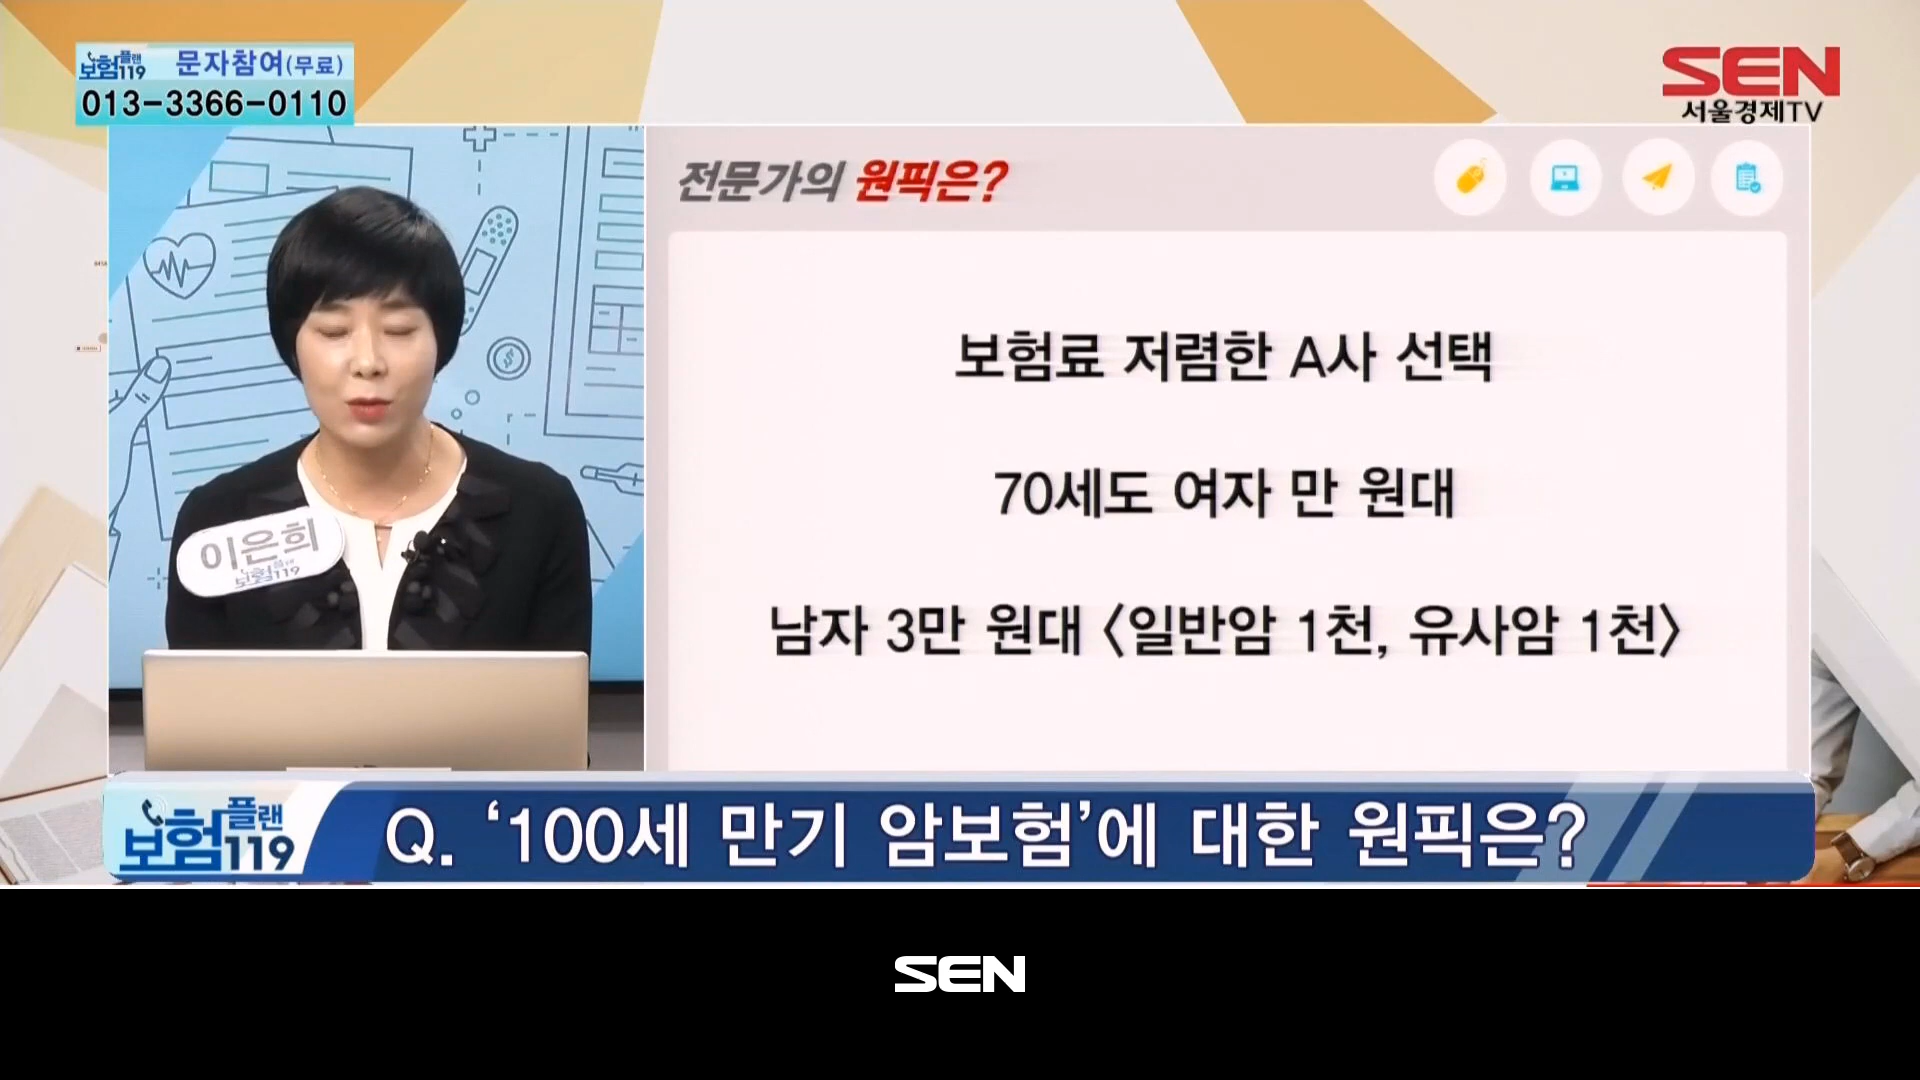 보험플랜119 문자참여(무료)
013-3366-0110
SEN
서울경제TV
전문가의 원픽은?
보험료 저렴한 A사 선택
70세도 여자 만 원대
남자 3만 원대 <일반암 1천, 유사암 1천>
이은희
보험플랜119
보험플랜119
Q. ‘100세 만기 암보험’에 대한 원픽은?
SEN